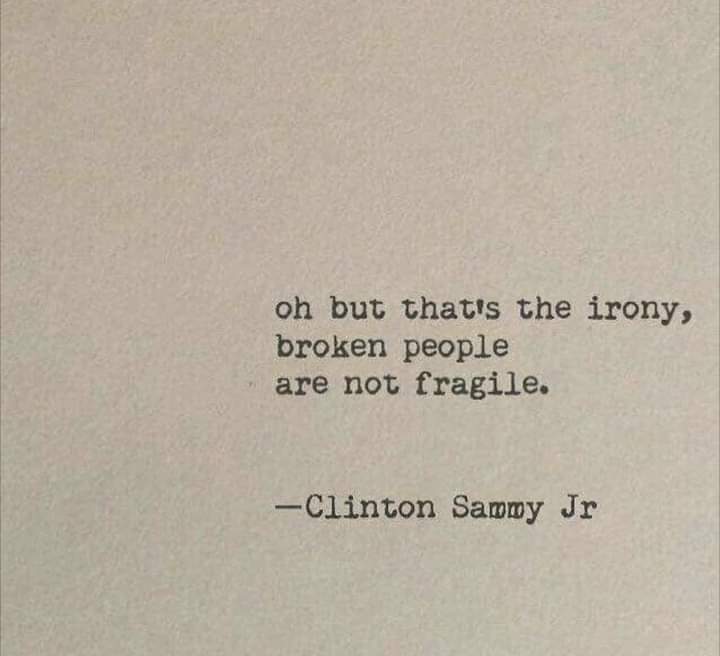 oh but that's the irony,
broken people
are not fragile.
—Clinton Sammy Jr